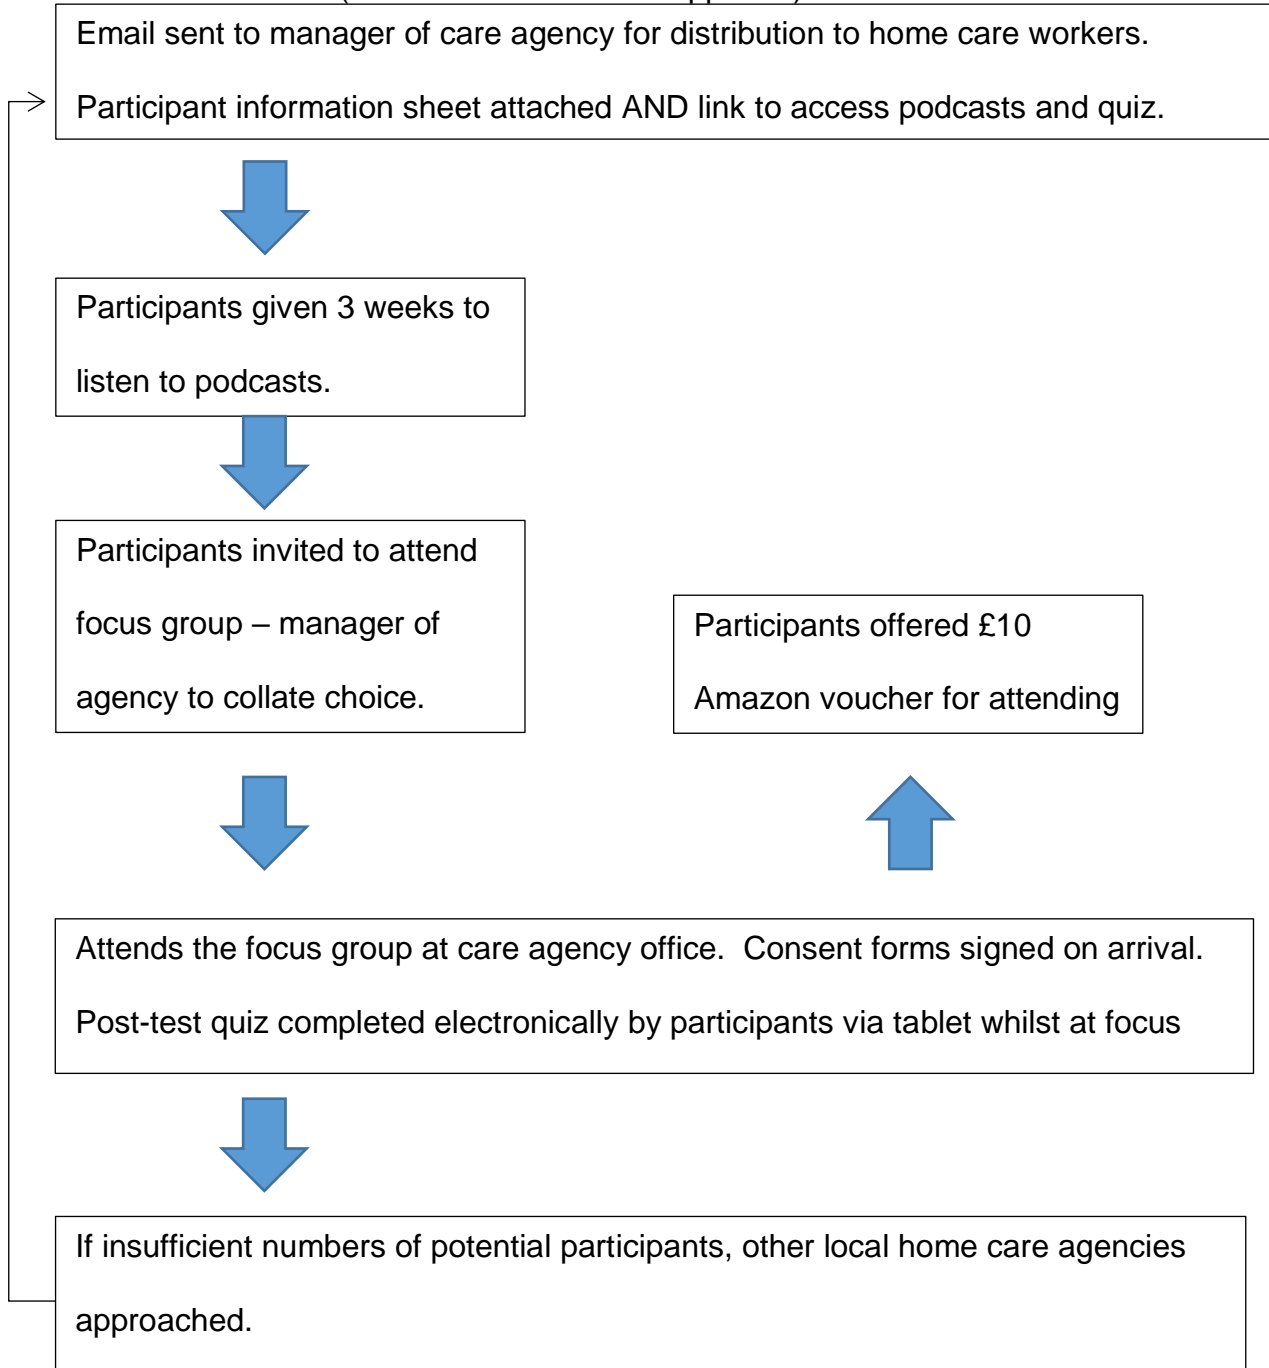 Email sent to manager of care agency for distribution to home care workers.
Participant information sheet attached AND link to access podcasts and quiz.
Participants given 3 weeks to
listen to podcasts.
Participants invited to attend
focus group – manager of
agency to collate choice.
Participants offered £10
Amazon voucher for attending
Attends the focus group at care agency office.  Consent forms signed on arrival.
Post-test quiz completed electronically by participants via tablet whilst at focus
If insufficient numbers of potential participants, other local home care agencies
approached.